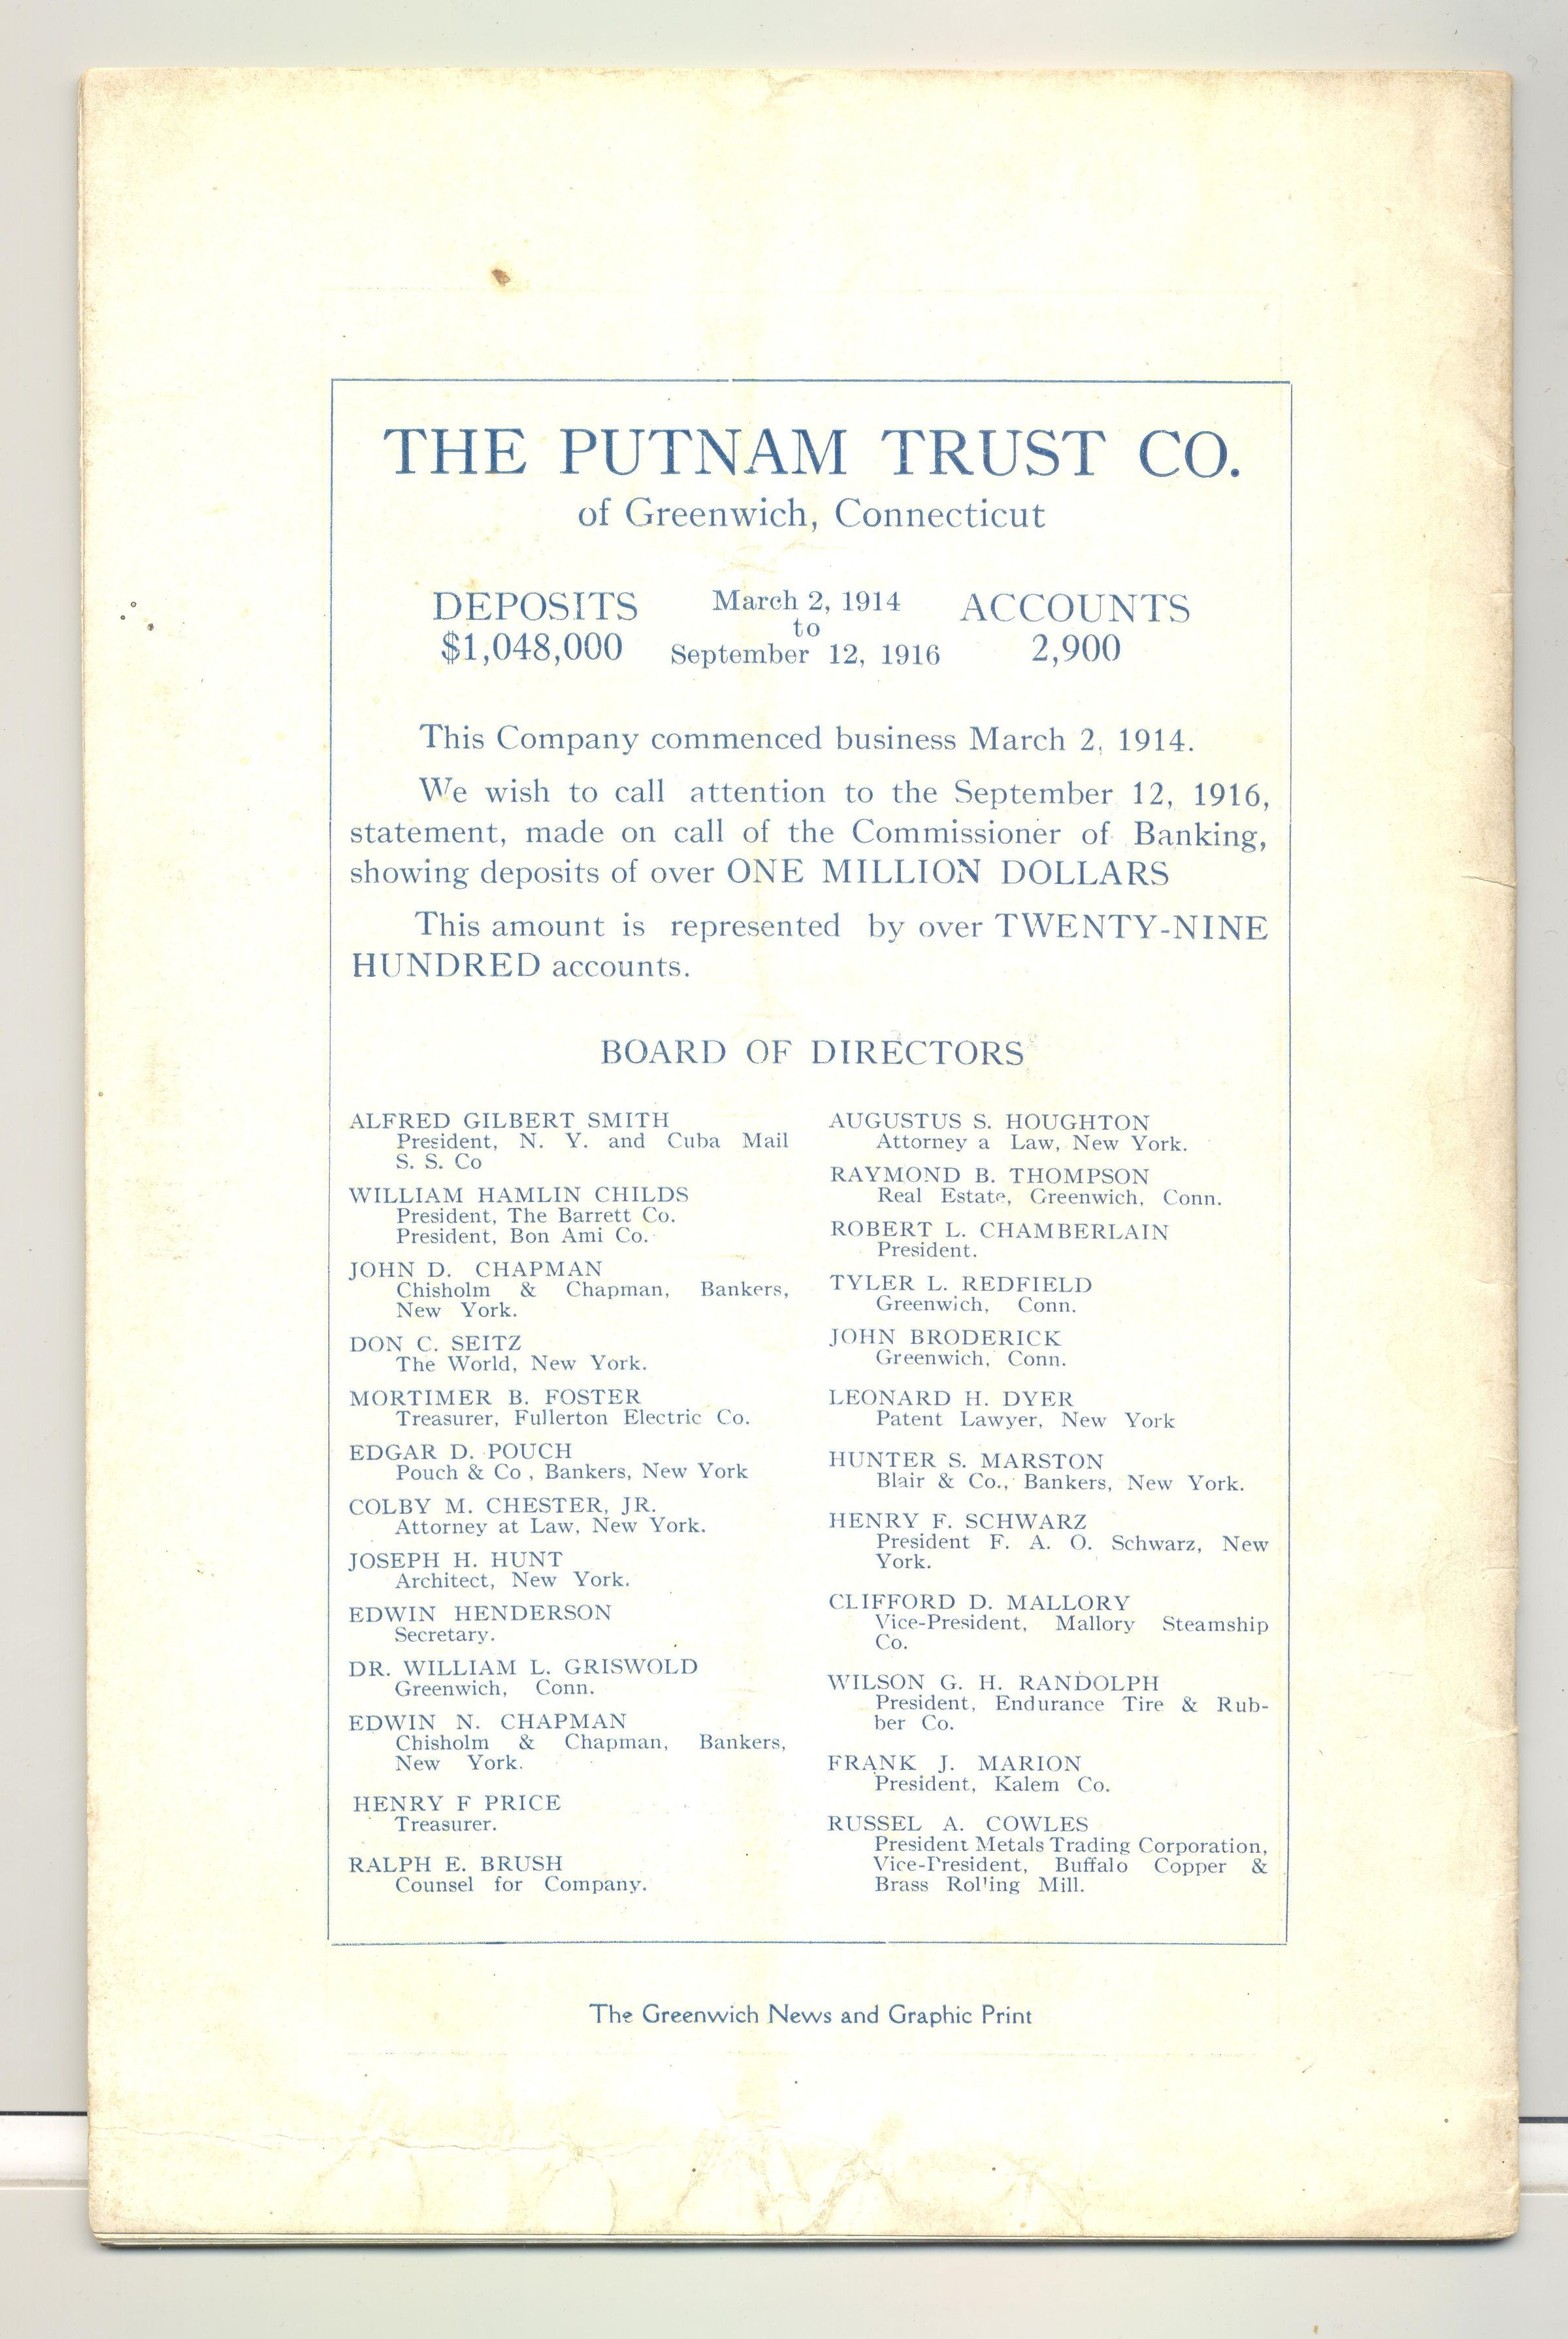 THE PUTNAM TRUST CO.
of Greenwich, Connecticut
DEPOSITS
$1,048,000
March 2, 1914
to
September 12, 1916
ACCOUNTS
2,900
This Company commenced business March 2, 1914.
We wish to call attention to the September 12, 1916,
statement, made on call of the Commissioner of Banking,
showing deposits of over ONE MILLION DOLLARS
This amount is represented by over TWENTY-NINE
HUNDRED accounts.
BOARD OF DIRECTORS
ALFRED GILBERT SMITH
President, N. Y. and Cuba Mail
S. S. Co
WILLIAM HAMLIN CHILDS
President, The Barrett Co.
President, Bon Ami Co.
JOHN D. CHAPMAN
Chisholm & Chapman, Bankers,
New York.
DON C. SEITZ
The World, New York.
MORTIMER B. FOSTER
Treasurer, Fullerton Electric Co.
EDGAR D. POUCH
Pouch & Co , Bankers, New York
COLBY M. CHESTER, JR.
Attorney at Law, New York.
JOSEPH H. HUNT
Architect, New York.
EDWIN HENDERSON
Secretary.
DR. WILLIAM L. GRISWOLD
Greenwich, Conn.
EDWIN N. CHAPMAN
Chisholm & Chapman, Bankers,
New York.
HENRY F PRICE
Treasurer.
RALPH E. BRUSH
Counsel for Company.
AUGUSTUS S. HOUGHTON
Attorney a Law, New York.
RAYMOND B. THOMPSON
Real Estate, Greenwich, Conn.
ROBERT L. CHAMBERLAIN
President.
TYLER L. REDFIELD
Greenwich, Conn.
JOHN BRODERICK
Greenwich, Conn.
LEONARD H. DYER
Patent Lawyer, New York
HUNTER S. MARSTON
Blair & Co., Bankers, New York.
HENRY F. SCHWARZ
President F. A. O. Schwarz, New
York.
CLIFFORD D. MALLORY
Vice-President, Mallory Steamship
Co.
WILSON G. H. RANDOLPH
President, Endurance Tire & Rub-
ber Co.
FRANK J. MARION
President, Kalem Co.
RUSSEL A. COWLES
President Metals Trading Corporation,
Vice-President, Buffalo Copper &
Brass Rolling Mill.
The Greenwich News and Graphic Print